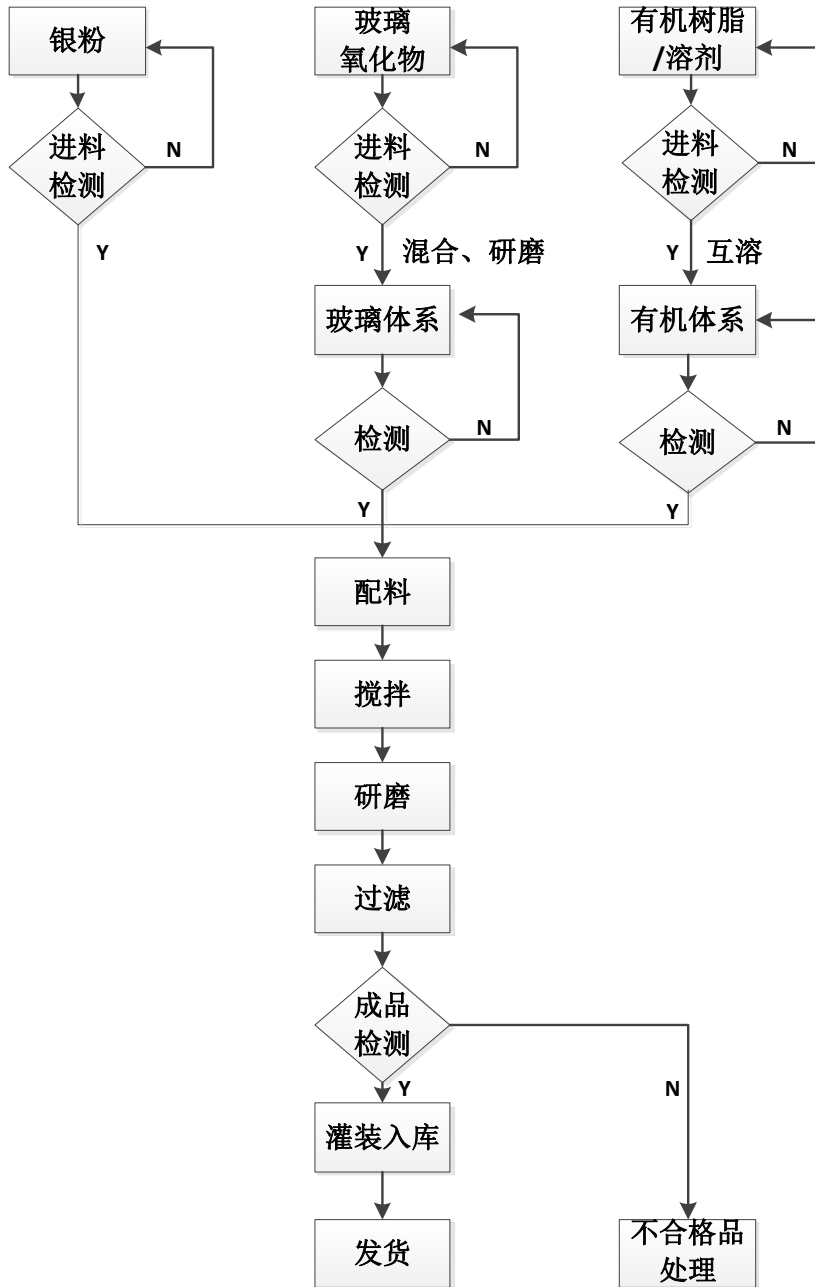 银粉
玻璃
氧化物
有机树脂
/溶剂
进料
检测
N
进料
检测
N
进料
检测
N
Y
Y
混合、研磨
Y
互溶
玻璃体系
有机体系
检测
N
检测
N
Y
Y
配料
搅拌
研磨
过滤
成品
检测
Y
N
灌装入库
发货
不合格品
处理